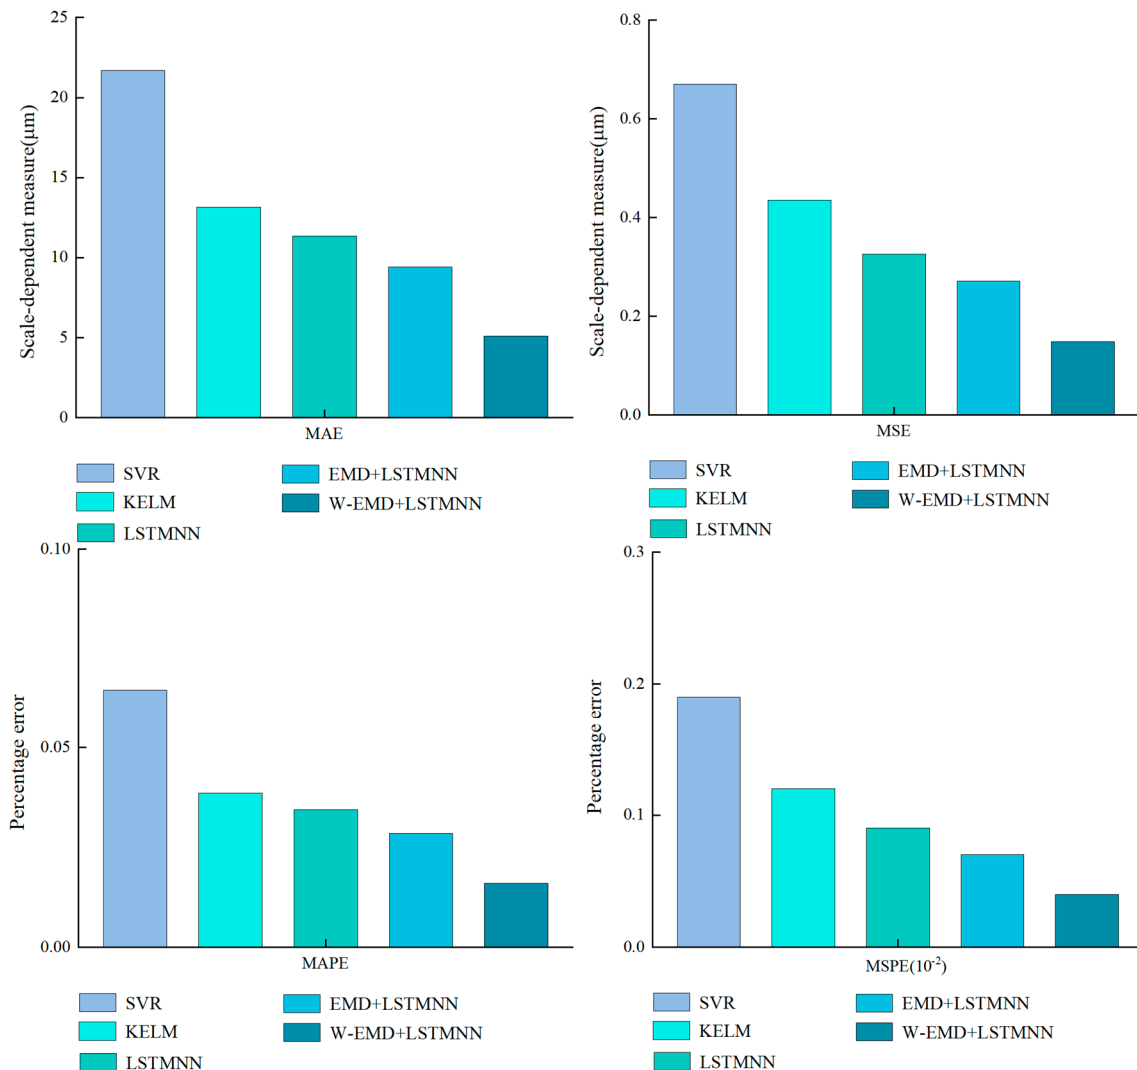 Scale-dependent measure(μm)
25
20
15
10
5
0
MAE
SVR
KELM
LSTMNN
EMD+LSTMNN
W-EMD+LSTMNN
Scale-dependent measure(μm)
0.8
0.6
0.4
0.2
0.0
MSE
SVR
KELM
LSTMNN
EMD+LSTMNN
W-EMD+LSTMNN
Percentage error
0.10
0.05
0.00
MAPE
SVR
KELM
LSTMNN
EMD+LSTMNN
W-EMD+LSTMNN
Percentage error
0.3
0.2
0.1
0.0
MSPE(10⁻²)
SVR
KELM
LSTMNN
EMD+LSTMNN
W-EMD+LSTMNN